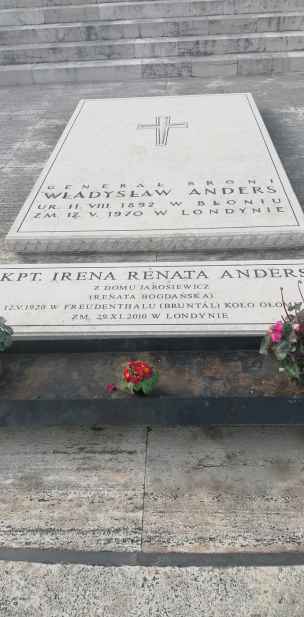 GENERAŁ BRONI
WŁADYSŁAW ANDERS
UR. 11. VIII. 1892 W BŁONIU
ZM. 12. V. 1970 W LONDYNIE
KPT. IRENA RENATA ANDERS
Z DOMU JAROSIEWICZ
(RENATA BOGDAŃSKA)
12.V.1920 W FREUDENTHALU (BRUNTÁL) KOŁO
ZM. 29.XI.2010 W LONDYNIE